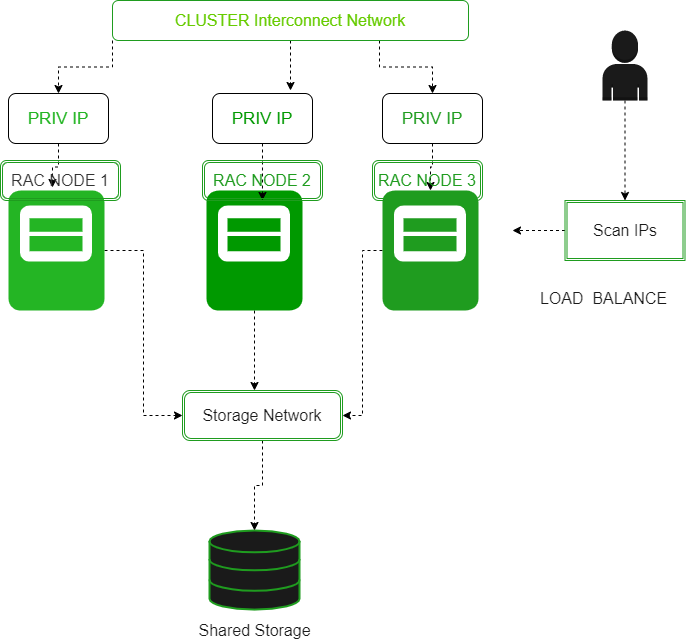 CLUSTER Interconnect Network
PRIV IP
PRIV IP
PRIV IP
RAC NODE 1
RAC NODE 2
RAC NODE 3
Scan IPs
LOAD BALANCE
Storage Network
Shared Storage